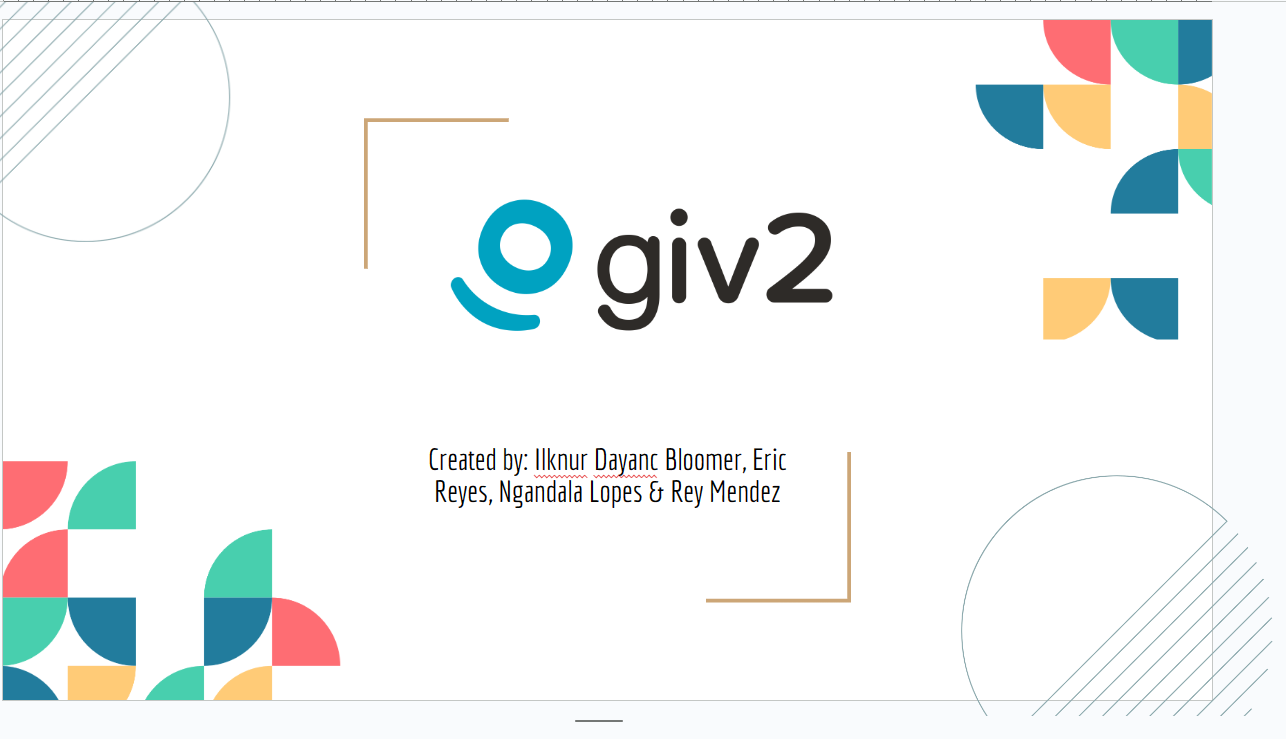 giv2
Created by: Ilknur Dayanc Bloomer, Eric
Reyes, Ngandala Lopes & Rey Mendez